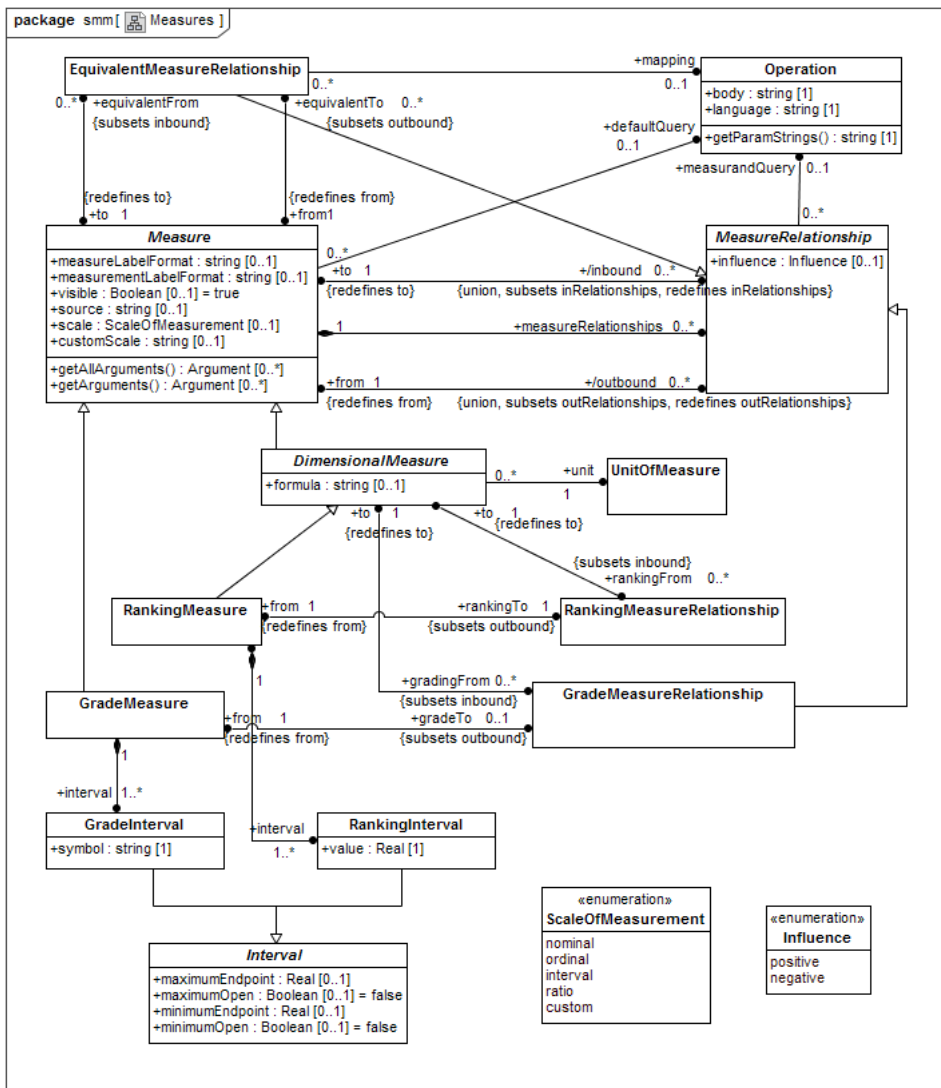 package smm[ Measures ]
EquivalentMeasureRelationship
0..*
+mapping
0..1
Operation
+body : string [1]
+language : string [1]
+getParamStrings() : string [1]
0..*
+equivalentFrom
{subsets inbound}
+equivalentTo 0..*
{subsets outbound}
+defaultQuery
0..1
+measurandQuery 0..1
{redefines to}
+to 1
{redefines from}
+from1
0..*
0..*
Measure
+measureLabelFormat : string [0..1]
+measurementLabelFormat : string [0..1]
+visible : Boolean [0..1] = true
+source : string [0..1]
+scale : ScaleOfMeasurement [0..1]
+customScale : string [0..1]
+getAllArguments() : Argument [0..*]
+getArguments() : Argument [0..*]
MeasureRelationship
+influence : Influence [0..1]
+to 1
+/inbound 0..*
{redefines to}
{union, subsets inRelationships, redefines inRelationships}
1
+measureRelationships 0..*
+from 1
+/outbound 0..*
{redefines from}
{union, subsets outRelationships, redefines outRelationships}
DimensionalMeasure
+formula : string [0..1]
0..*
+unit
1
UnitOfMeasure
+to 1
{redefines to}
+to 1
{redefines to}
{subsets inbound}
+rankingFrom 0..*
RankingMeasure
+from 1
{redefines from}
+rankingTo 1
{subsets outbound}
RankingMeasureRelationship
1
+gradingFrom 0..*
{subsets inbound}
GradeMeasure
+from 1
{redefines from}
+gradeTo 0..1
{subsets outbound}
GradeMeasureRelationship
1
+interval 1..*
GradeInterval
+symbol : string [1]
+interval
1..*
RankingInterval
+value : Real [1]
Interval
+maximumEndpoint : Real [0..1]
+maximumOpen : Boolean [0..1] = false
+minimumEndpoint : Real [0..1]
+minimumOpen : Boolean [0..1] = false
«enumeration»
ScaleOfMeasurement
nominal
ordinal
interval
ratio
custom
«enumeration»
Influence
positive
negative